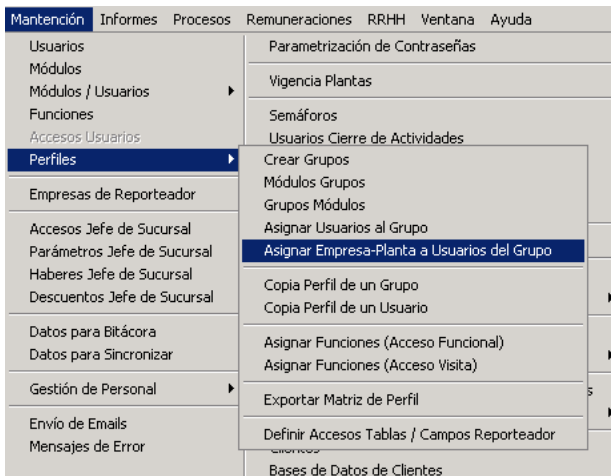 Mantención Informes Procesos Remuneraciones RRHH Ventana Ayuda
Usuarios
Módulos
Módulos / Usuarios
Funciones
Accesos Usuarios
Perfiles
Empresas de Reporteador
Accesos Jefe de Sucursal
Parámetros Jefe de Sucursal
Haberes Jefe de Sucursal
Descuentos Jefe de Sucursal
Datos para Bitácora
Datos para Sincronizar
Gestión de Personal
Envío de Emails
Mensajes de Error
Parametrización de Contraseñas
Vigencia Plantas
Semáforos
Usuarios Cierre de Actividades
Crear Grupos
Módulos Grupos
Grupos Módulos
Asignar Usuarios al Grupo
Asignar Empresa-Planta a Usuarios del Grupo
Copia Perfil de un Grupo
Copia Perfil de un Usuario
Asignar Funciones (Acceso Funcional)
Asignar Funciones (Acceso Visita)
Exportar Matriz de Perfil
Definir Accesos Tablas / Campos Reporteador
Clientes
Bases de Datos de Clientes